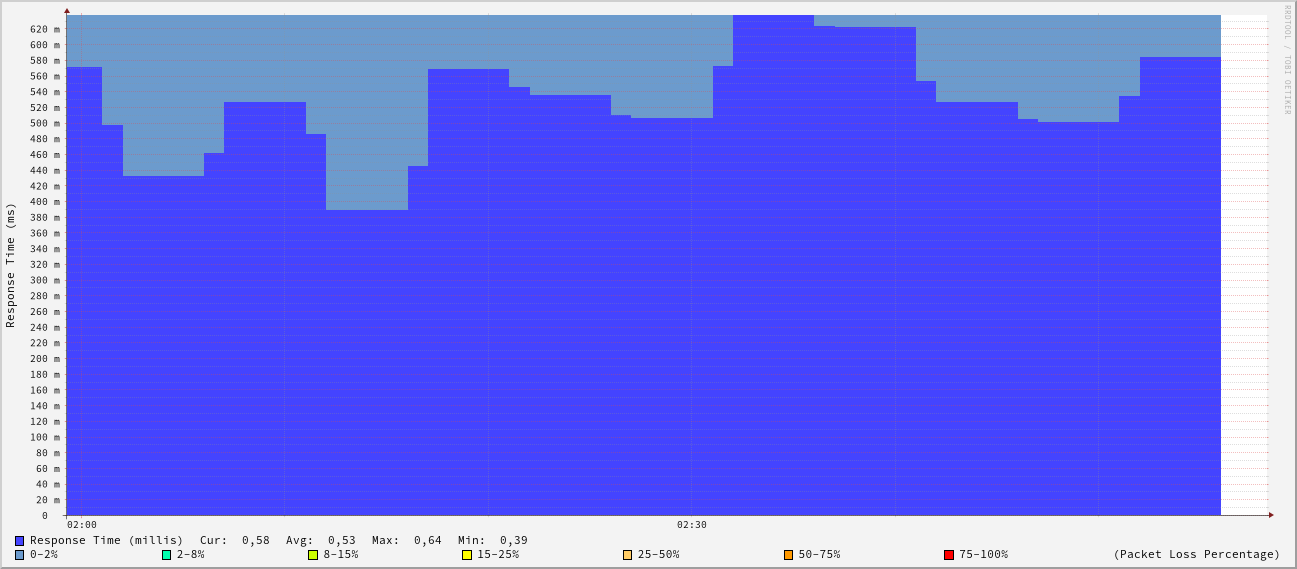 RRDTOOL / TOBI OETIKER
Response Time (ms)
620 m
600 m
580 m
560 m
540 m
520 m
500 m
480 m
460 m
440 m
420 m
400 m
380 m
360 m
340 m
320 m
300 m
280 m
260 m
240 m
220 m
200 m
180 m
160 m
140 m
120 m
100 m
80 m
60 m
40 m
20 m
0
02:00 02:30
Response Time (millis) Cur: 0,58 Avg: 0,53 Max: 0,64 Min: 0,39
0-2% 2-8% 8-15% 15-25% 25-50% 50-75% 75-100% (Packet Loss Percentage)